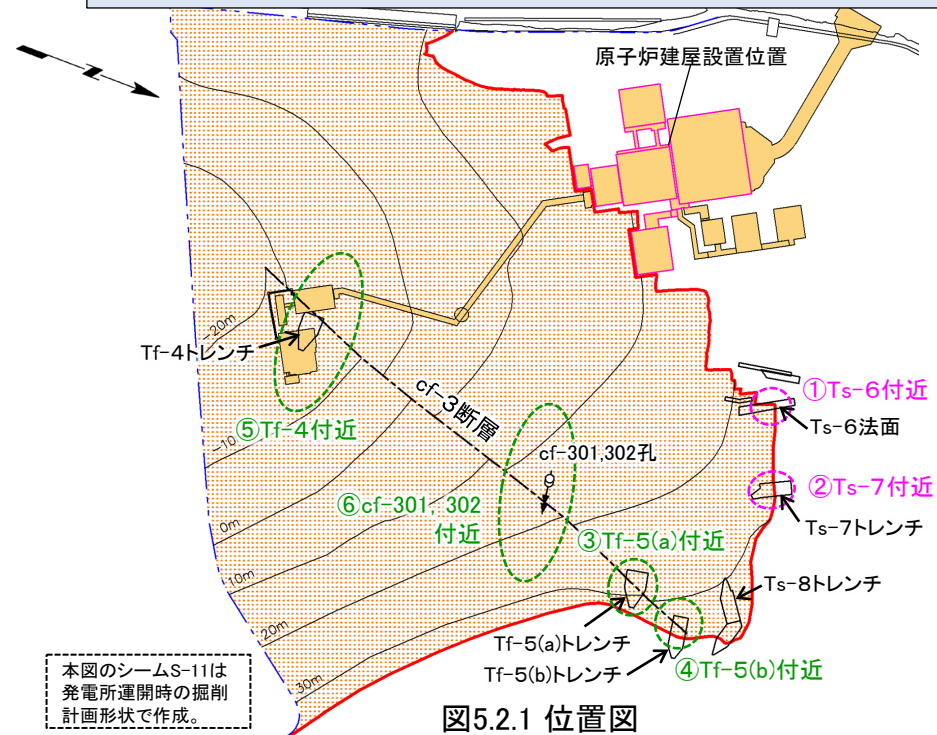 原子炉建屋設置位置
-20m
Tf-4トレンチ
cf-3断層
①Ts-6付近
Ts-6法面
⑤Tf-4付近
-10
cf-301,302孔
②Ts-7付近
⑥cf-301, 302
付近
Ts-7トレンチ
0m
③Tf-5(a)付近
10m
Ts-8トレンチ
20m
Tf-5(a)トレンチ
Tf-5(b)トレンチ
④Tf-5(b)付近
30m
本図のシームS-11は
発電所運開時の掘削
計画形状で作成。
図5.2.1 位置図